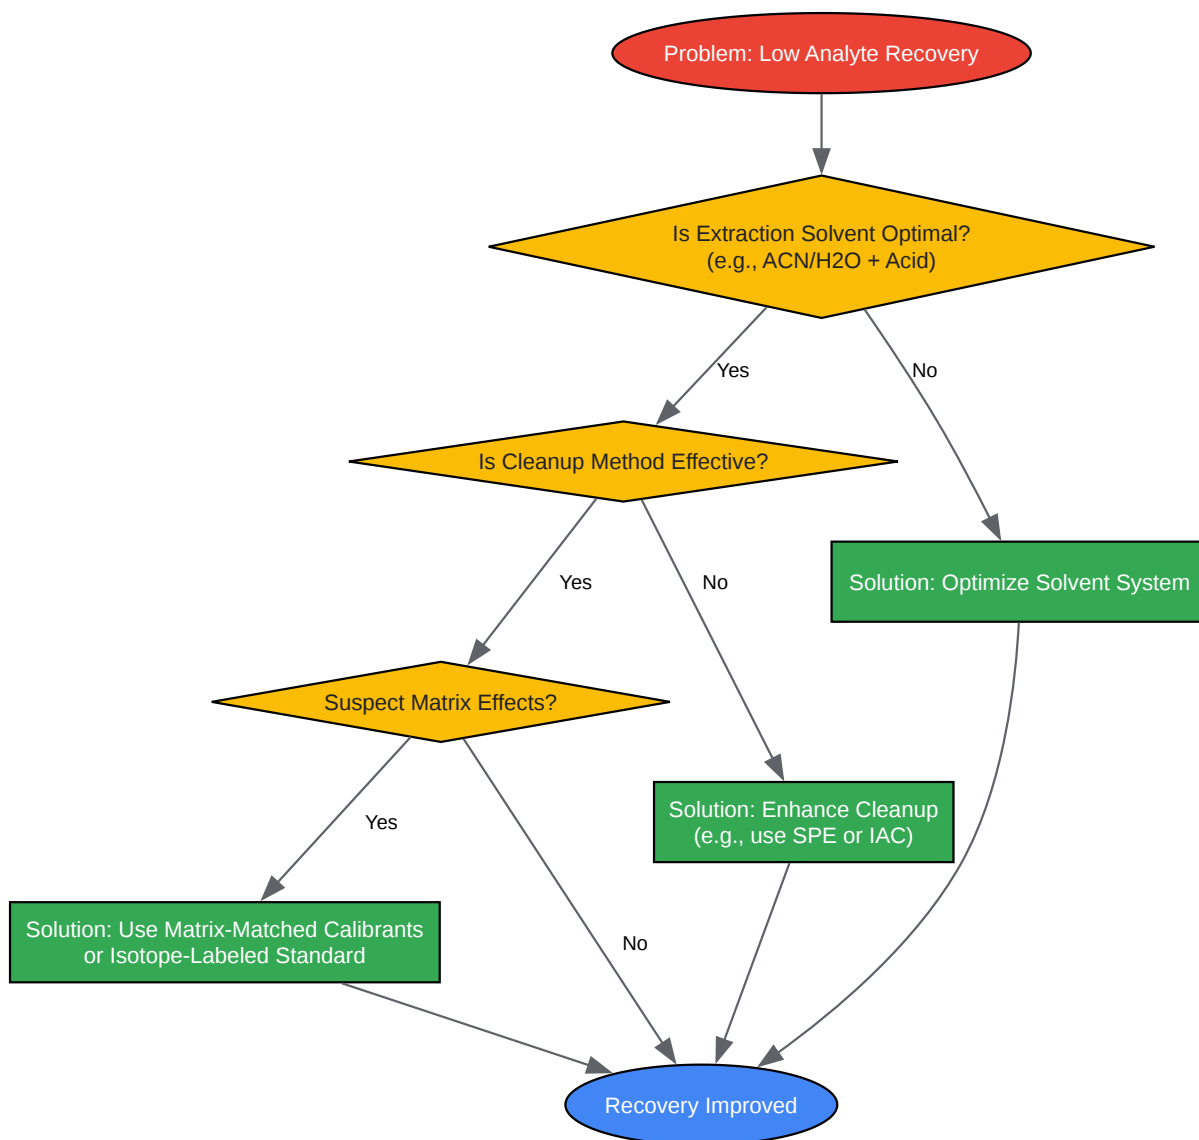 Problem: Low Analyte Recovery
Is Extraction Solvent Optimal?
(e.g., ACN/H2O + Acid)
Yes
No
Is Cleanup Method Effective?
Yes
No
Solution: Optimize Solvent System
Suspect Matrix Effects?
Yes
Solution: Enhance Cleanup
(e.g., use SPE or IAC)
Solution: Use Matrix-Matched Calibrants
or Isotope-Labeled Standard
No
Recovery Improved